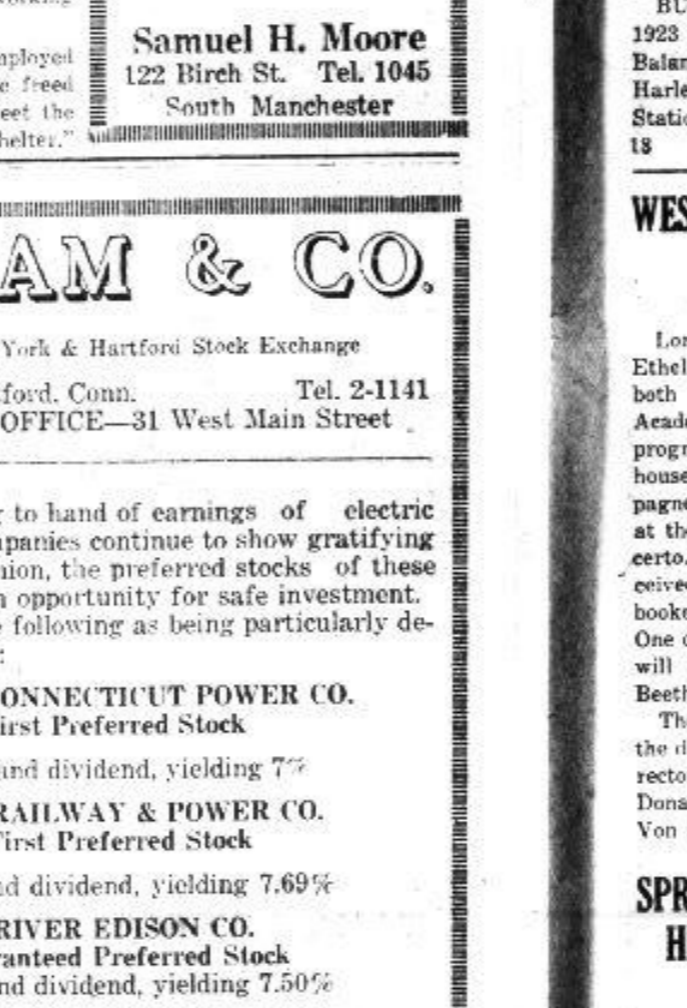 mployed
freed
eet the
helter."
Samuel H. Moore
122 Birch St. Tel. 1045
South Manchester
AM & CO.
York & Hartford Stock Exchange
tford, Conn. Tel. 2-1141
OFFICE—31 West Main Street
g to hand of earnings of electric
mpanies continue to show gratifying
nion, the preferred stocks of these
n opportunity for safe investment.
e following as being particularly de-
:
ONNECTICUT POWER CO.
irst Preferred Stock
and dividend, yielding 7%
RAILWAY & POWER CO.
First Preferred Stock
nd dividend, yielding 7.69%
RIVER EDISON CO.
ranteed Preferred Stock
nd dividend, yielding 7.50%
BU
1923
Balan
Harle
Statio
18
WES
Lor
Ethel
both
Acade
progr
house
pagne
at the
certo.
ceived
booke
One o
will
Beeth
Th
the d
recto
Dona
Von
SPR
H